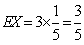 EX = 3 × 1/5 = 3/5